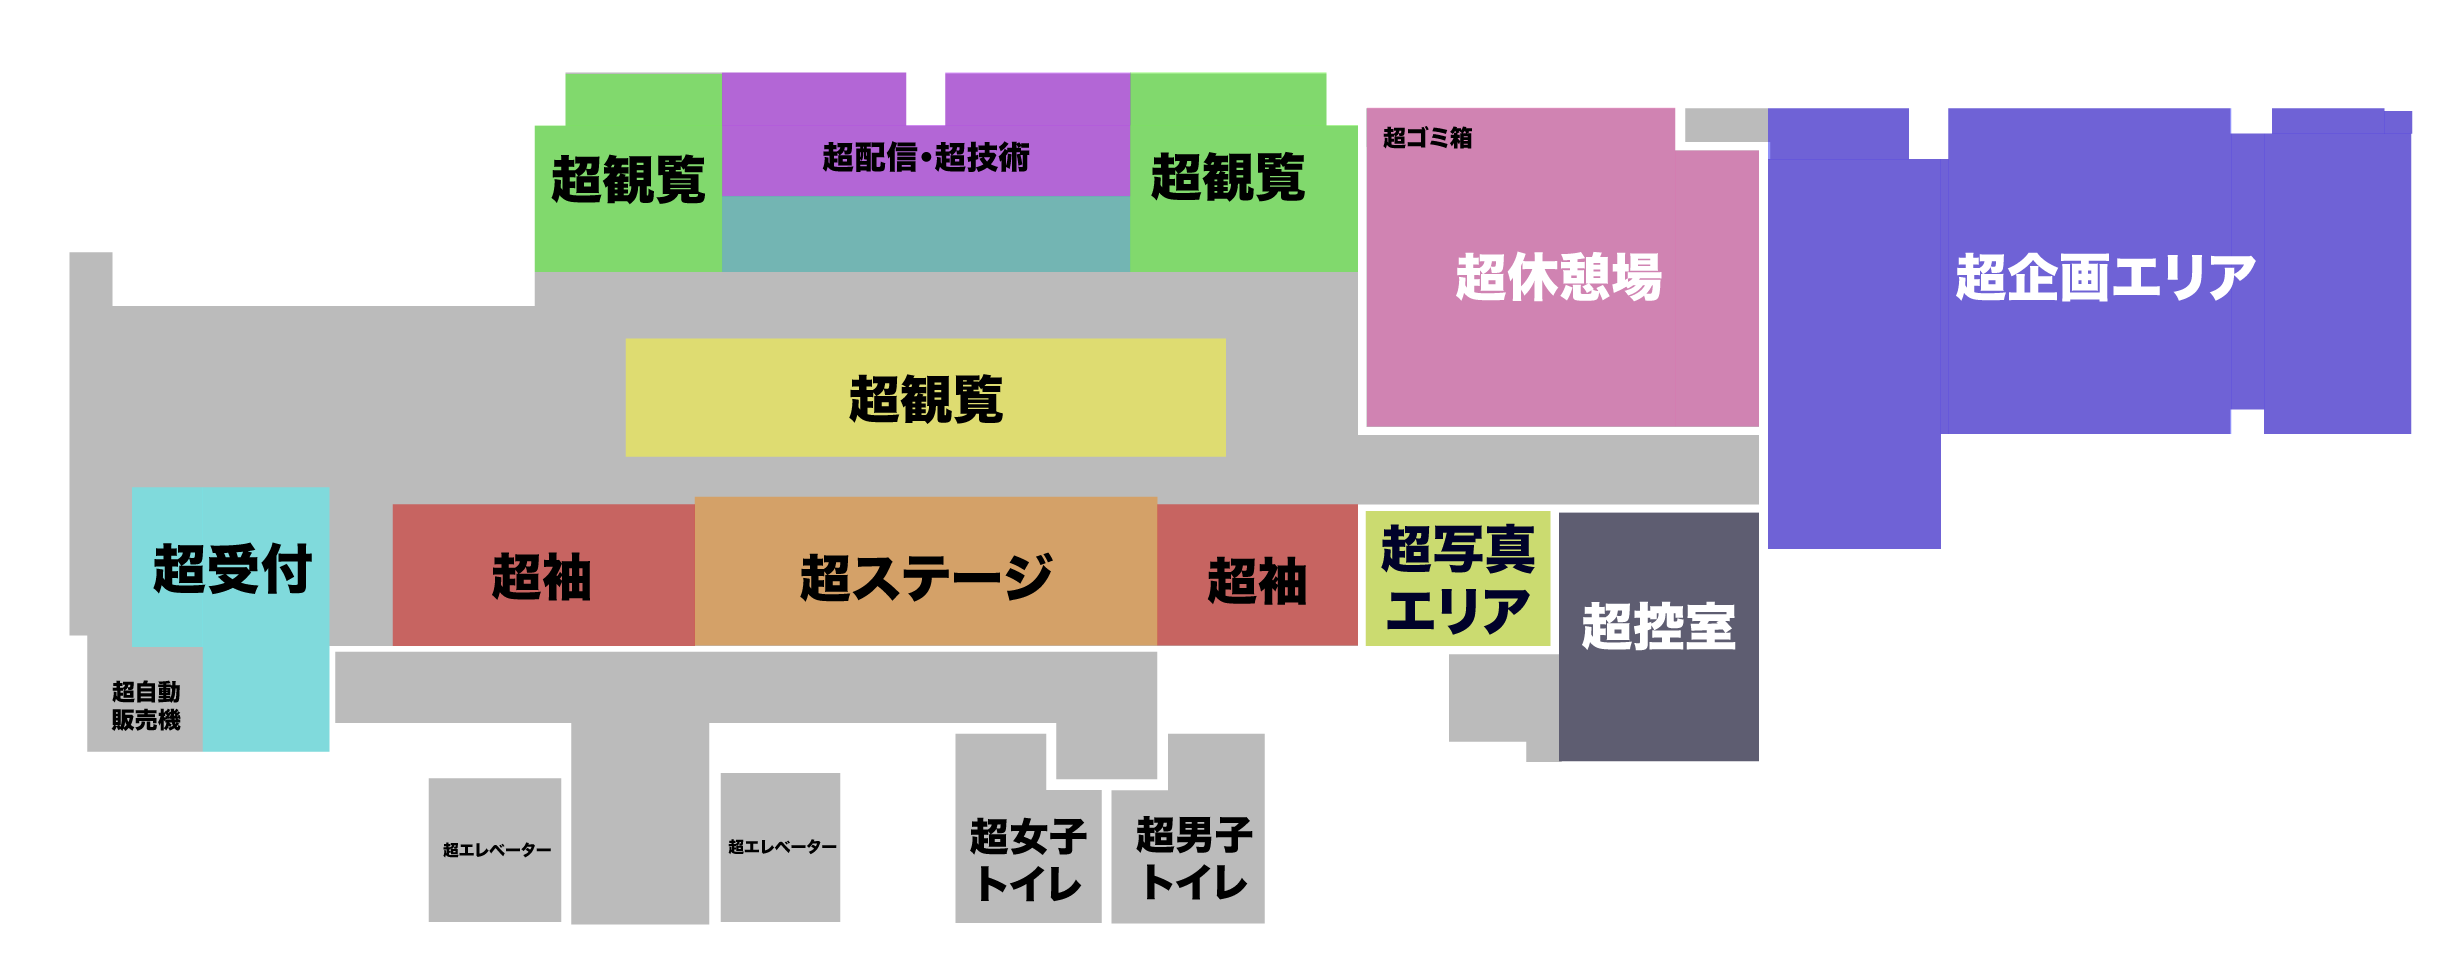 超観覧
超配信・超技術
超観覧
超ゴミ箱
超休憩場
超企画エリア
超観覧
超受付
超袖
超ステージ
超袖
超写真
エリア
超控室
超自動
販売機
超エレベーター
超エレベーター
超女子
トイレ
超男子
トイレ